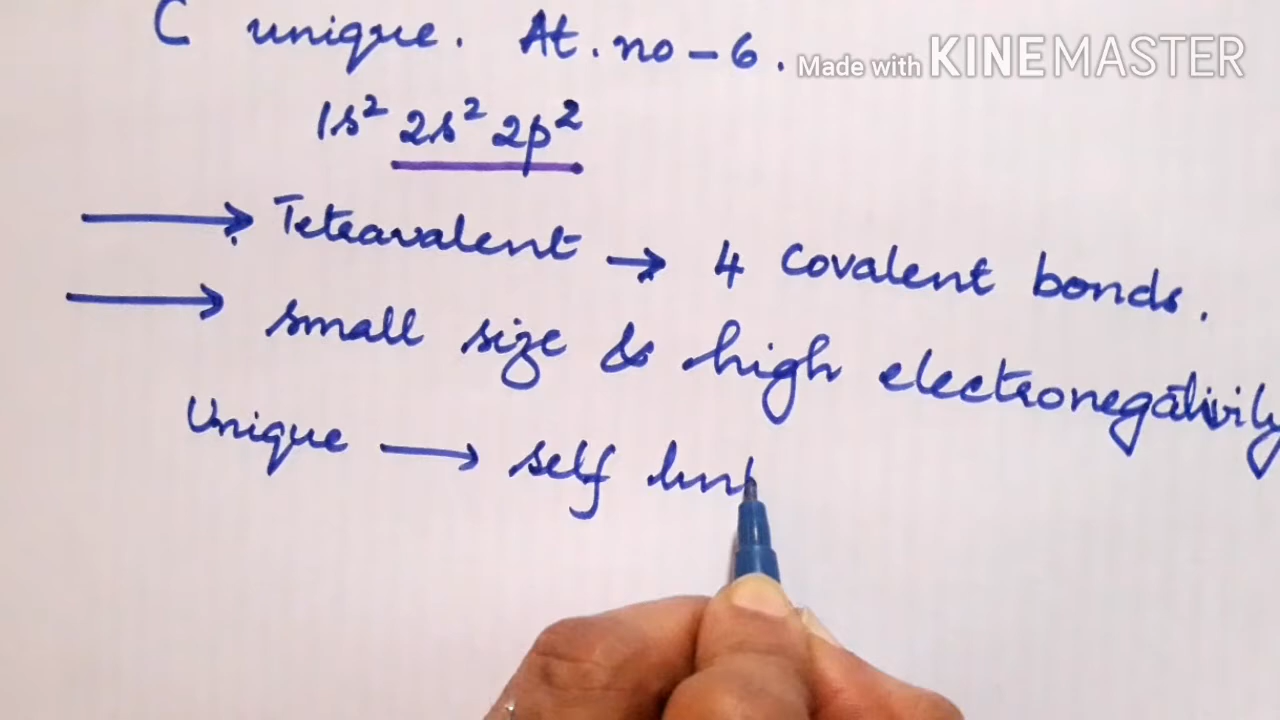 C unique. At. no - 6.
Made with KINEMASTER
1s² 2s² 2p²
→ Tetravalent → 4 covalent bonds.
→ small size & high electronegativity
Unique → self link